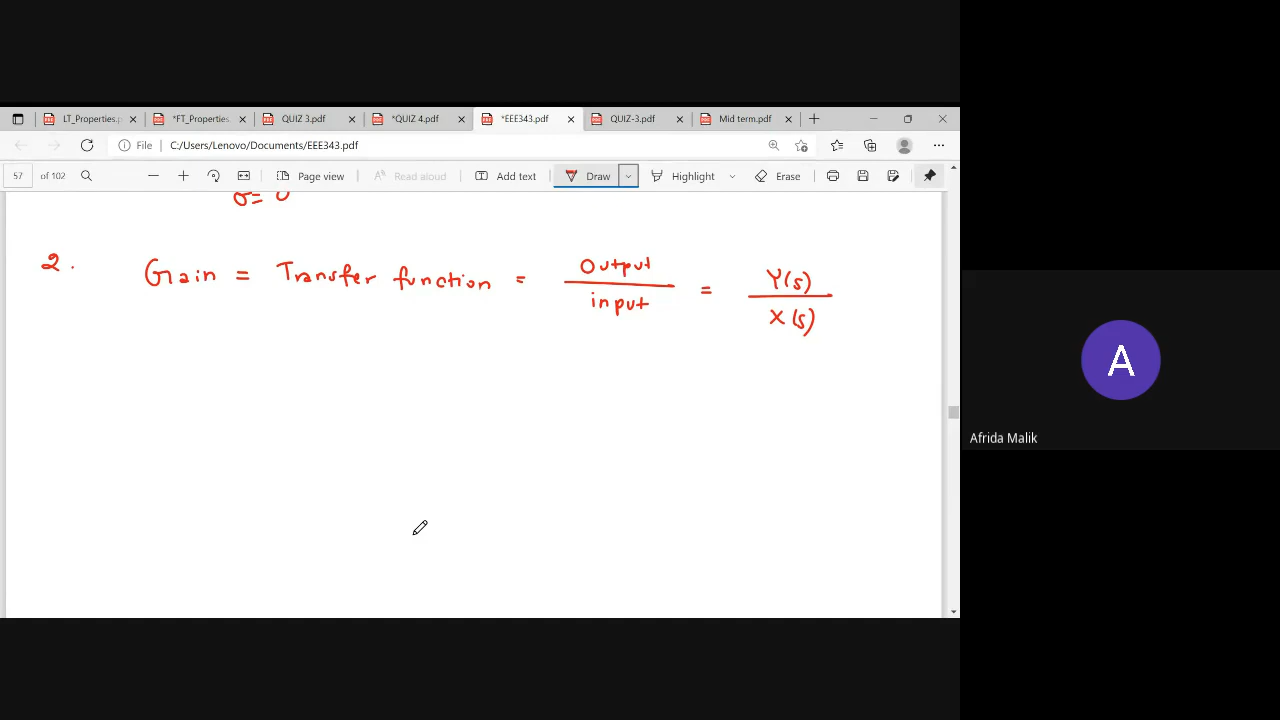 LT_Properties.p
*FT_Properties
QUIZ 3.pdf
*QUIZ 4.pdf
*EEE343.pdf
QUIZ-3.pdf
Mid term.pdf
File C:/Users/Lenovo/Documents/EEE343.pdf
57 of 102 Page view Read aloud Add text Draw Highlight Erase
σ= 0
2. Gain = Transfer function = Output / input = Y(s) / X(s)
A
Afrida Malik